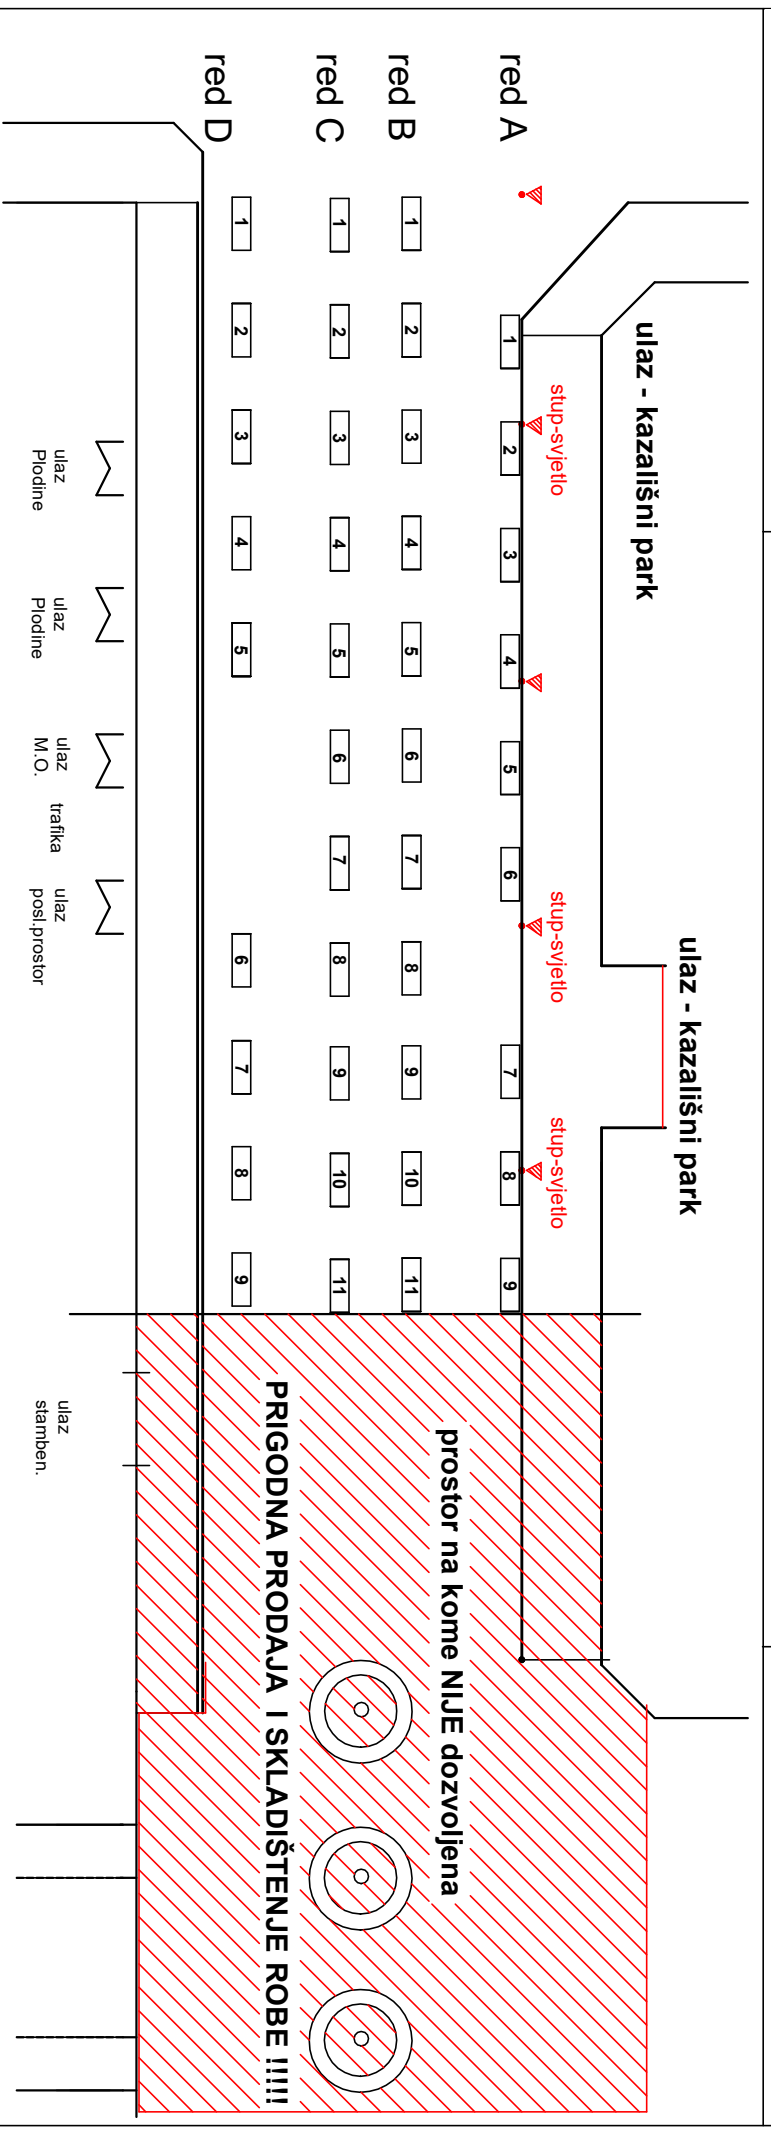 ulaz - kazališni park
ulaz - kazališni park
stup-svjetlo
stup-svjetlo
stup-svjetlo
red A
1
2
3
4
5
6
7
8
9
red B
1
2
3
4
5
6
7
8
9
10
11
red C
1
2
3
4
5
6
7
8
9
10
11
red D
1
2
3
4
5
6
7
8
9
prostor na kome NIJE dozvoljena
PRIGODNA PRODAJA I SKLADIŠTENJE ROBE !!!!!
ulaz
Plodine
ulaz
Plodine
ulaz
M.O.
trafika
ulaz
posl.prostor
ulaz
stamben.